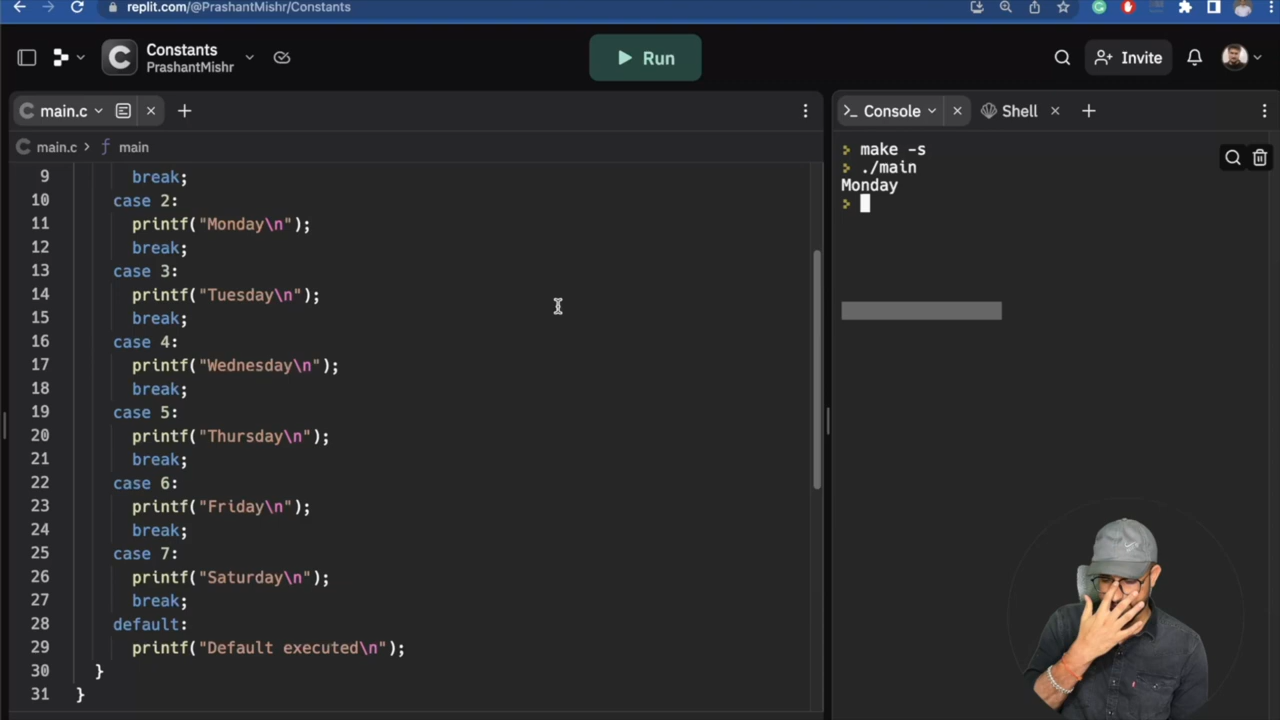 replit.com/@PrashantMishr/Constants
Constants
PrashantMishr
Run
Invite
main.c
Console
Shell
main.c > f main
9 break;
10 case 2:
11 printf("Monday\n");
12 break;
13 case 3:
14 printf("Tuesday\n");
15 break;
16 case 4:
17 printf("Wednesday\n");
18 break;
19 case 5:
20 printf("Thursday\n");
21 break;
22 case 6:
23 printf("Friday\n");
24 break;
25 case 7:
26 printf("Saturday\n");
27 break;
28 default:
29 printf("Default executed\n");
30 }
31 }
make -s
./main
Monday